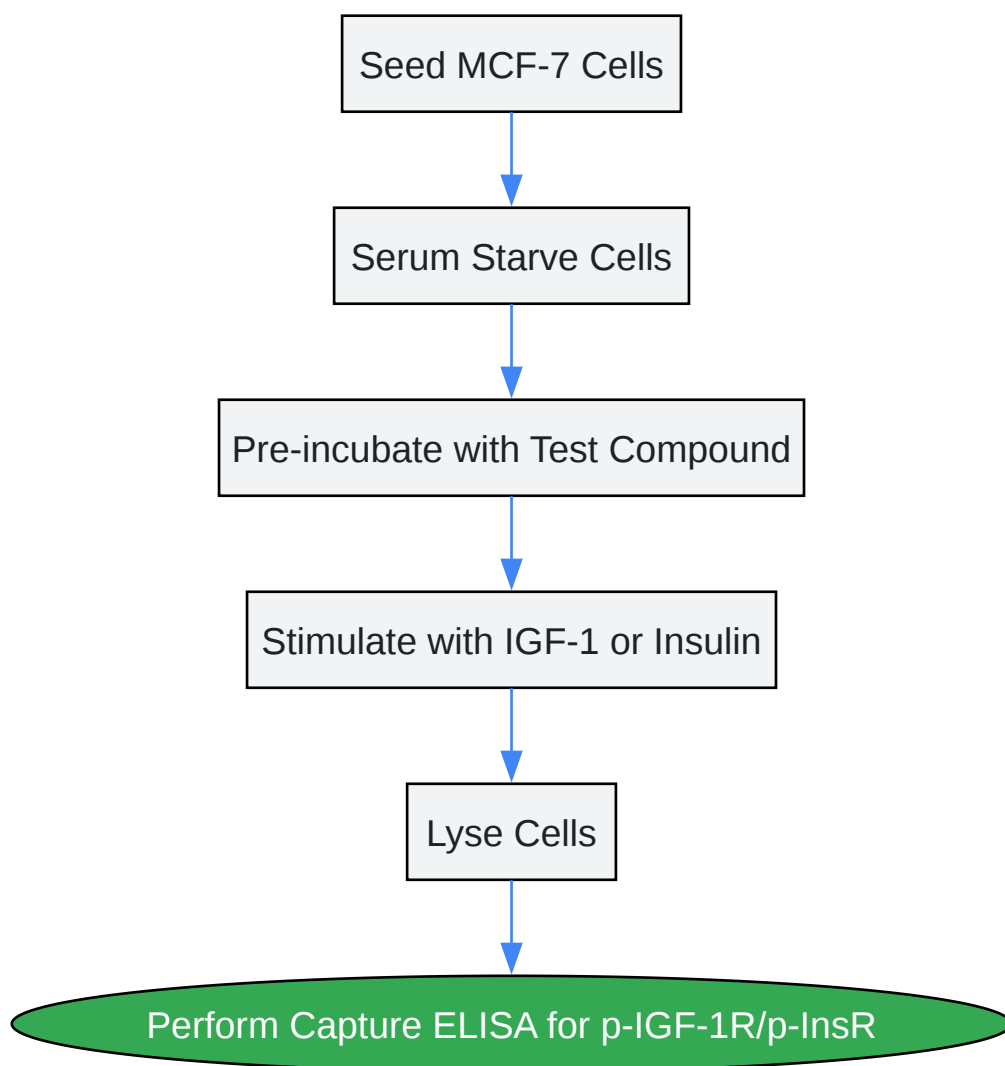 Seed MCF-7 Cells
Serum Starve Cells
Pre-incubate with Test Compound
Stimulate with IGF-1 or Insulin
Lyse Cells
Perform Capture ELISA for p-IGF-1R/p-InsR